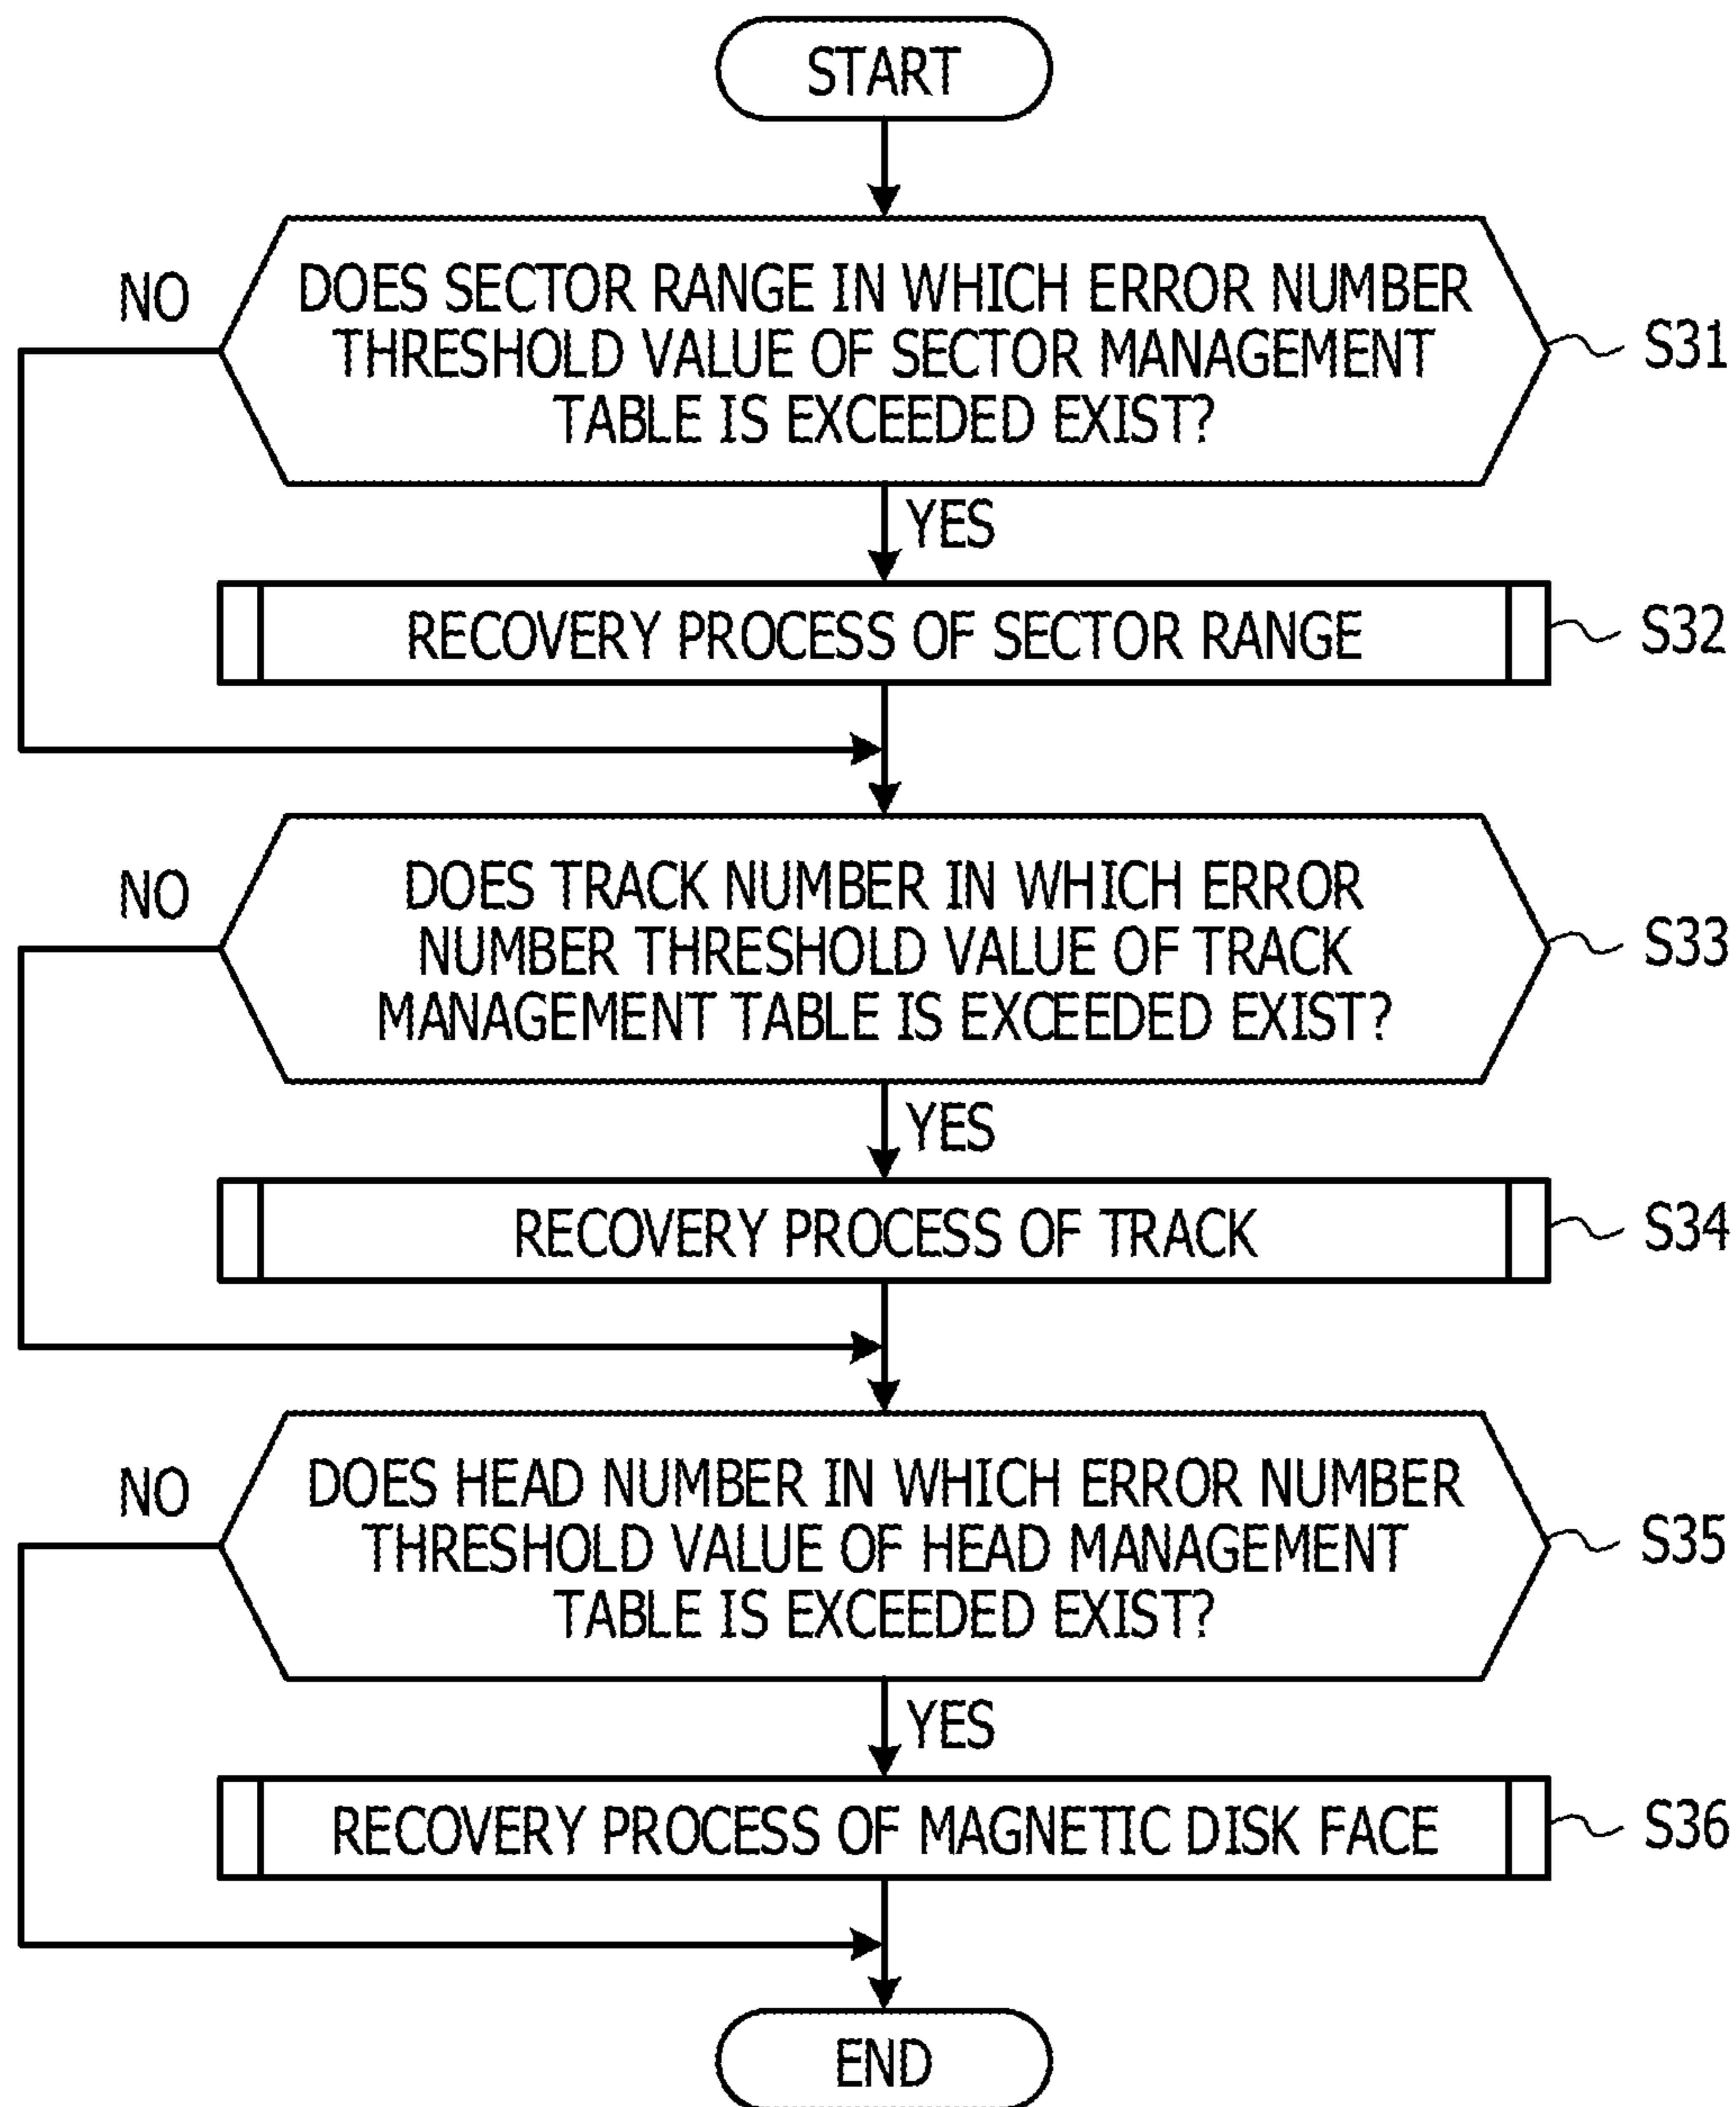 START
NO
DOES SECTOR RANGE IN WHICH ERROR NUMBER
THRESHOLD VALUE OF SECTOR MANAGEMENT
TABLE IS EXCEEDED EXIST?
S31
YES
RECOVERY PROCESS OF SECTOR RANGE
S32
NO
DOES TRACK NUMBER IN WHICH ERROR
NUMBER THRESHOLD VALUE OF TRACK
MANAGEMENT TABLE IS EXCEEDED EXIST?
S33
YES
RECOVERY PROCESS OF TRACK
S34
NO
DOES HEAD NUMBER IN WHICH ERROR NUMBER
THRESHOLD VALUE OF HEAD MANAGEMENT
TABLE IS EXCEEDED EXIST?
S35
YES
RECOVERY PROCESS OF MAGNETIC DISK FACE
S36
END